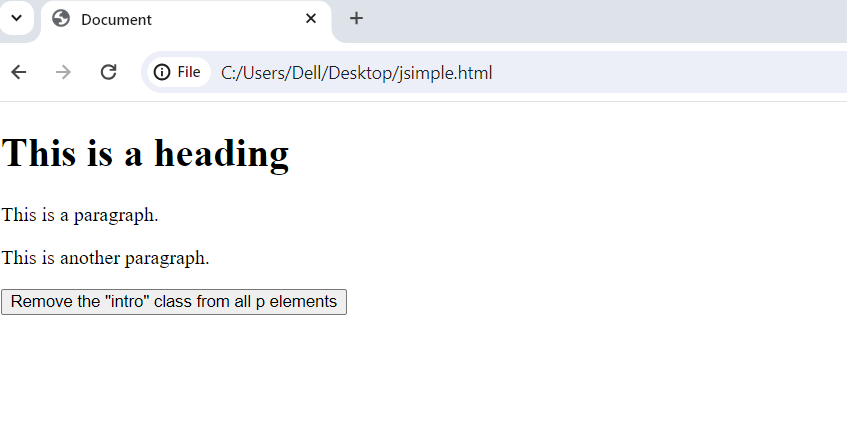 Document
File C:/Users/Dell/Desktop/jsimple.html
This is a heading
This is a paragraph.
This is another paragraph.
Remove the "intro" class from all p elements